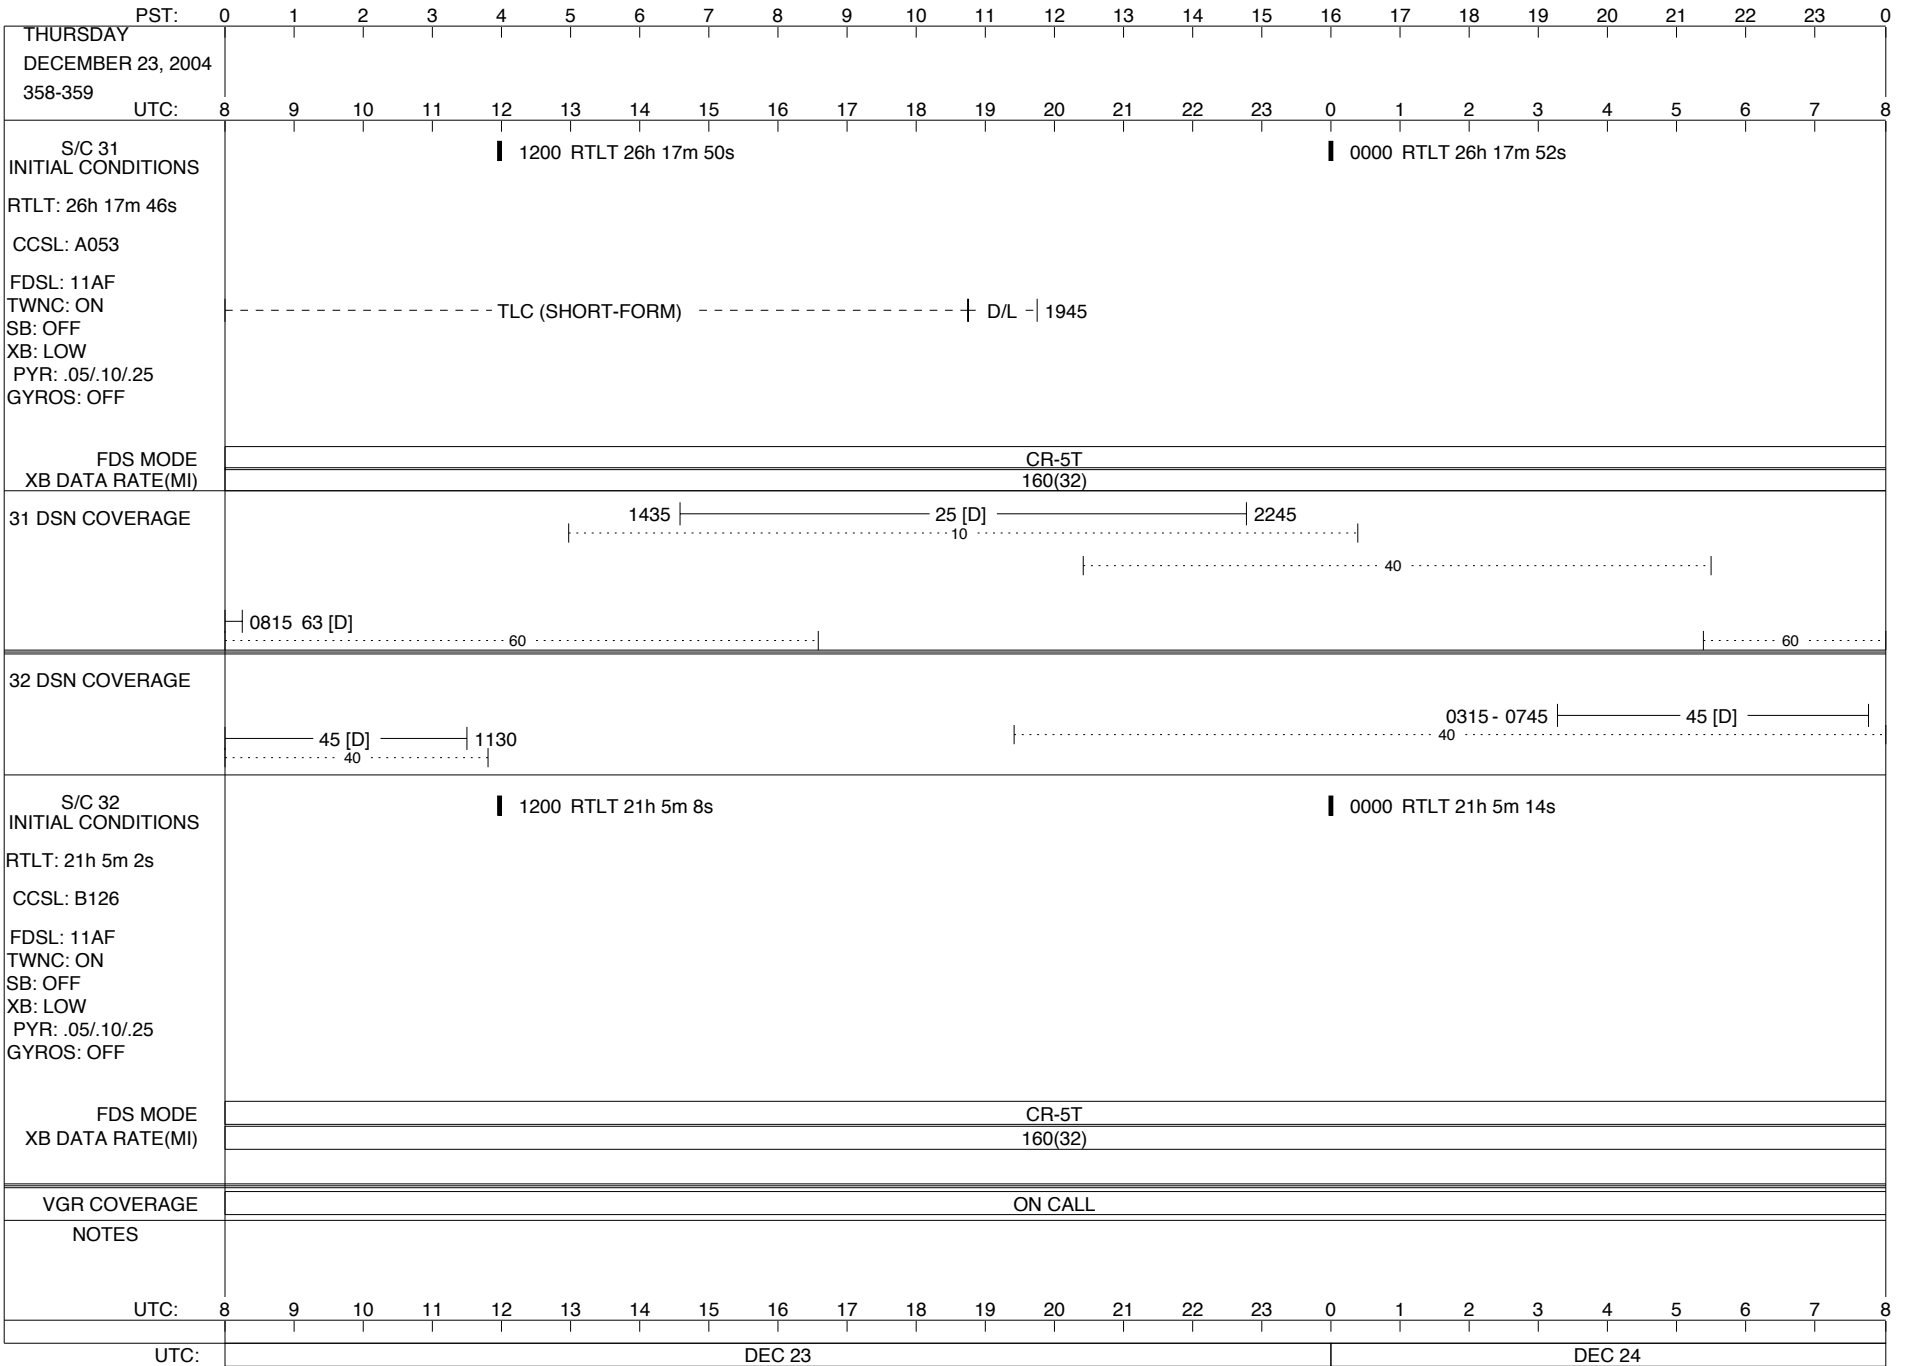 PST: 0 1 2 3 4 5 6 7 8 9 10 11 12 13 14 15 16 17 18 19 20 21 22 23 0
THURSDAY
DECEMBER 23, 2004
358-359
UTC: 8 9 10 11 12 13 14 15 16 17 18 19 20 21 22 23 0 1 2 3 4 5 6 7 8
S/C 31
1200 RTLT 26h 17m 50s
0000 RTLT 26h 17m 52s
INITIAL CONDITIONS
RTLT: 26h 17m 46s
CCSL: A053
FDSL: 11AF
TWNC: ON
TLC (SHORT-FORM)
D/L
1945
SB: OFF
XB: LOW
PYR: .05/.10/.25
GYROS: OFF
FDS MODE
CR-5T
XB DATA RATE(MI)
160(32)
31 DSN COVERAGE
1435
25 [D]
2245
10
40
0815 63 [D]
60
60
32 DSN COVERAGE
0315 - 0745
45 [D]
40
45 [D]
1130
40
S/C 32
1200 RTLT 21h 5m 8s
0000 RTLT 21h 5m 14s
INITIAL CONDITIONS
RTLT: 21h 5m 2s
CCSL: B126
FDSL: 11AF
TWNC: ON
SB: OFF
XB: LOW
PYR: .05/.10/.25
GYROS: OFF
FDS MODE
CR-5T
XB DATA RATE(MI)
160(32)
VGR COVERAGE
ON CALL
NOTES
UTC: 8 9 10 11 12 13 14 15 16 17 18 19 20 21 22 23 0 1 2 3 4 5 6 7 8
UTC: DEC 23 DEC 24